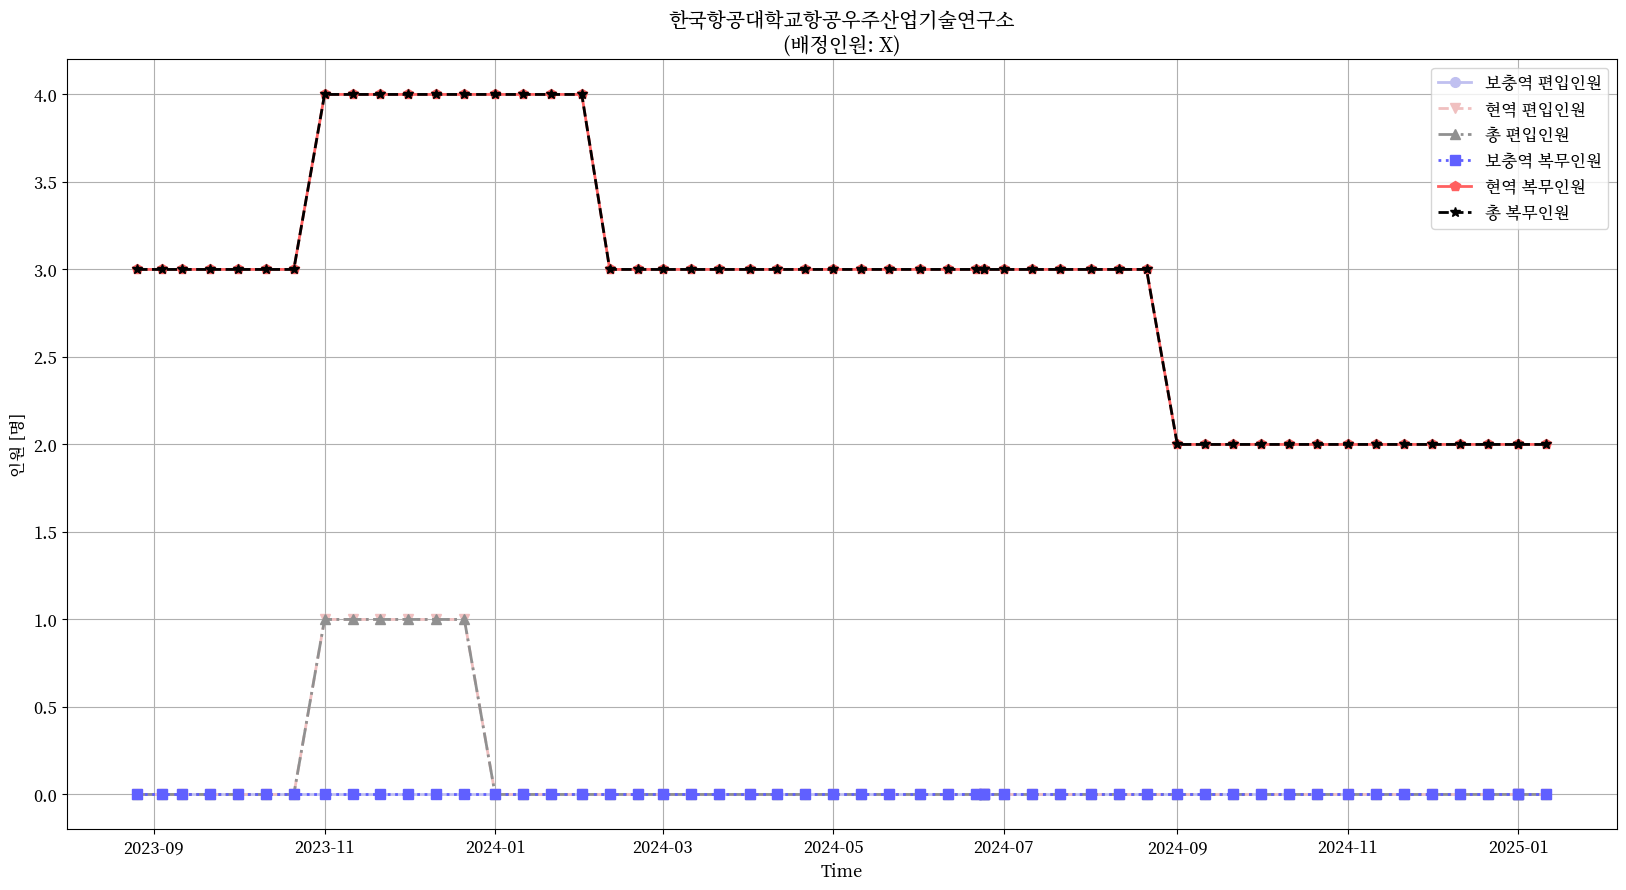 한국항공대학교항공우주산업기술연구소
(배정인원: X)
보충역 편입인원
현역 편입인원
총 편입인원
보충역 복무인원
현역 복무인원
총 복무인원
인원 [명]
4.0
3.5
3.0
2.5
2.0
1.5
1.0
0.5
0.0
2023-09 2023-11 2024-01 2024-03 2024-05 2024-07 2024-09 2024-11 2025-01
Time